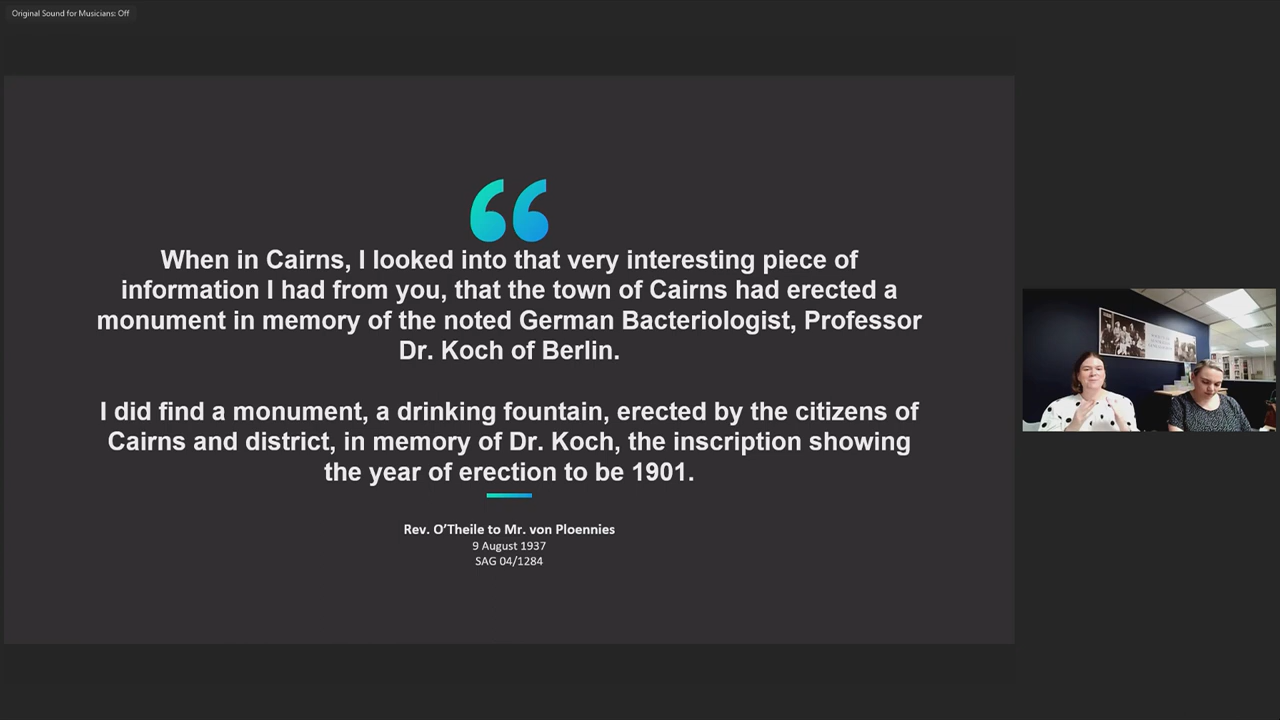 Original Sound for Musicians: Off
“
When in Cairns, I looked into that very interesting piece of
information I had from you, that the town of Cairns had erected a
monument in memory of the noted German Bacteriologist, Professor
Dr. Koch of Berlin.
I did find a monument, a drinking fountain, erected by the citizens of
Cairns and district, in memory of Dr. Koch, the inscription showing
the year of erection to be 1901.
Rev. O’Theile to Mr. von Ploennies
9 August 1937
SAG 04/1284